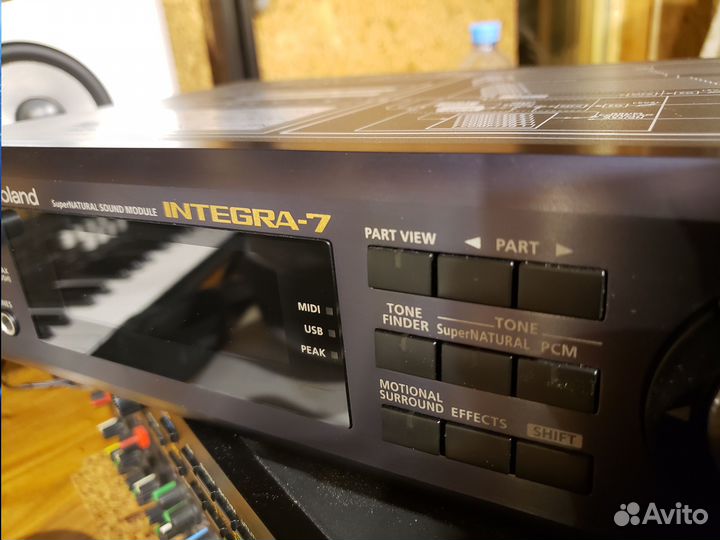 oland
SuperNATURAL SOUND MODULE INTEGRA-7
PART VIEW ◄ PART ►
MIDI
USB
PEAK
TONE FINDER
TONE
SuperNATURAL PCM
MOTIONAL SURROUND
EFFECTS
SHIFT
Avito